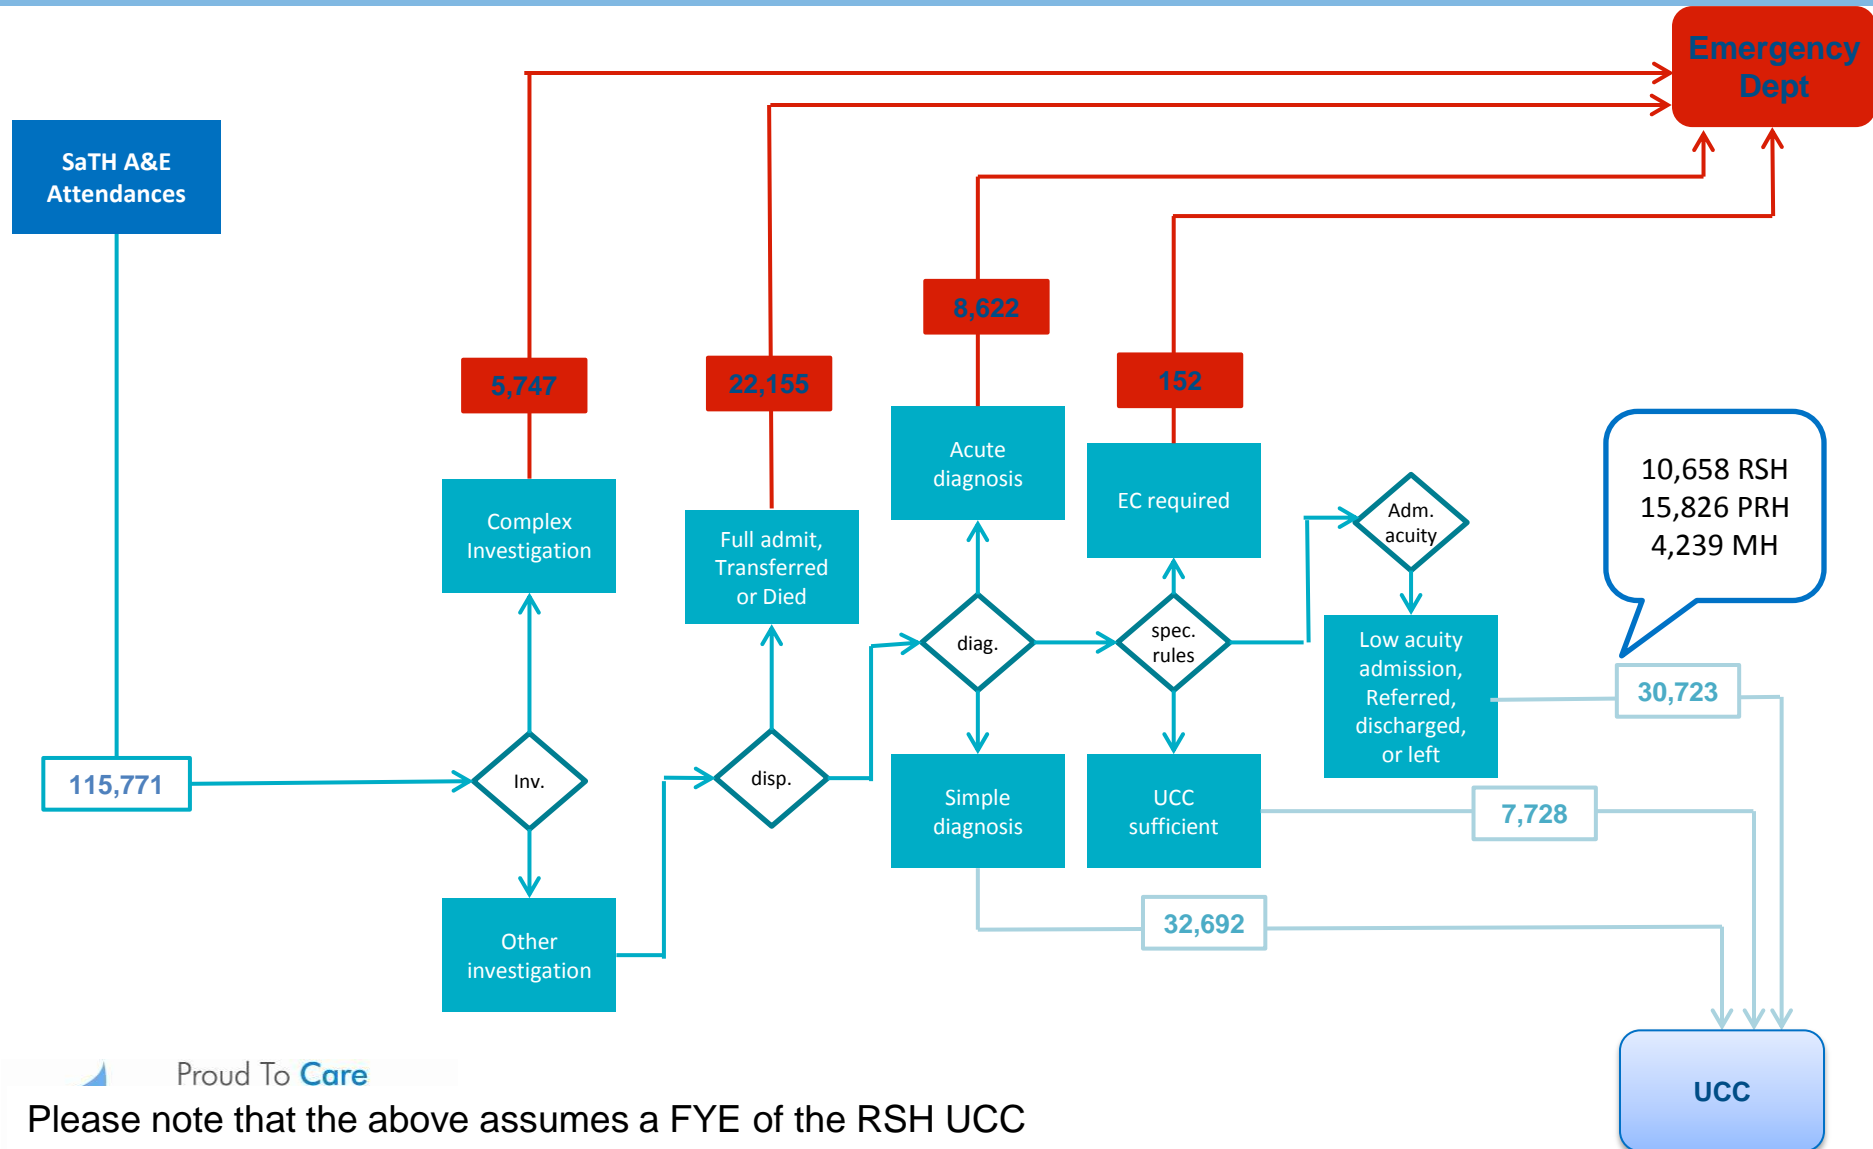 Emergency
Dept
SaTH A&E
Attendances
8,622
5,747
22,155
152
Acute
diagnosis
EC required
10,658 RSH
15,826 PRH
4,239 MH
Complex
Investigation
Full admit,
Transferred
or Died
Adm.
acuity
diag.
spec.
rules
Low acuity
admission,
Referred,
discharged,
or left
30,723
115,771
Inv.
disp.
Simple
diagnosis
UCC
sufficient
7,728
32,692
Other
investigation
Proud To Care
UCC
Please note that the above assumes a FYE of the RSH UCC